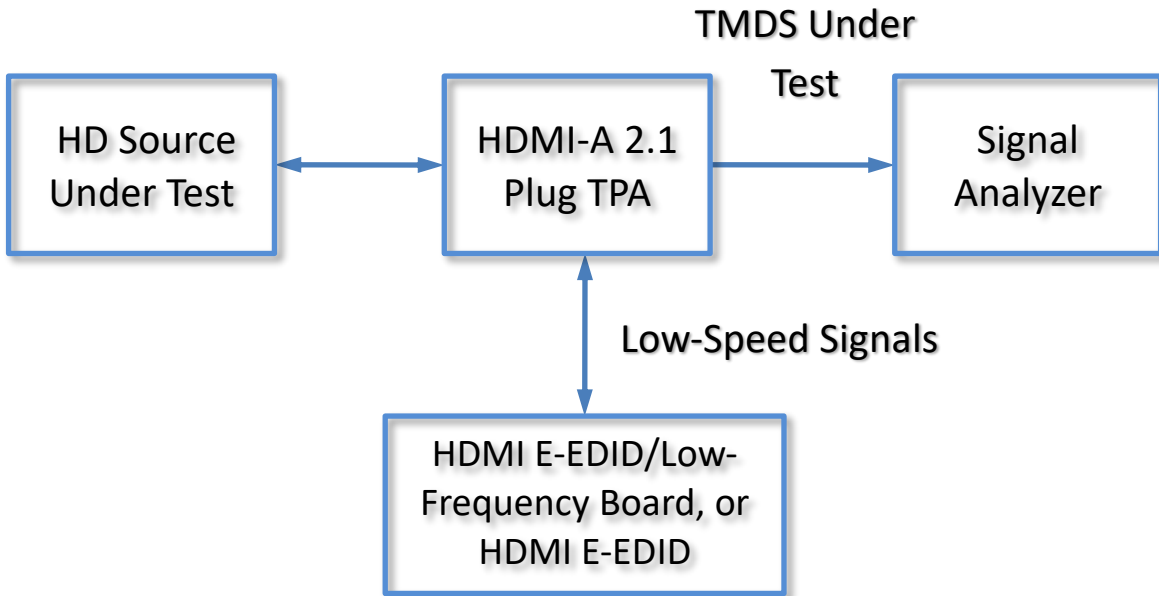 TMDS Under
Test
HD Source
Under Test
HDMI-A 2.1
Plug TPA
Signal
Analyzer
Low-Speed Signals
HDMI E-EDID/Low-
Frequency Board, or
HDMI E-EDID